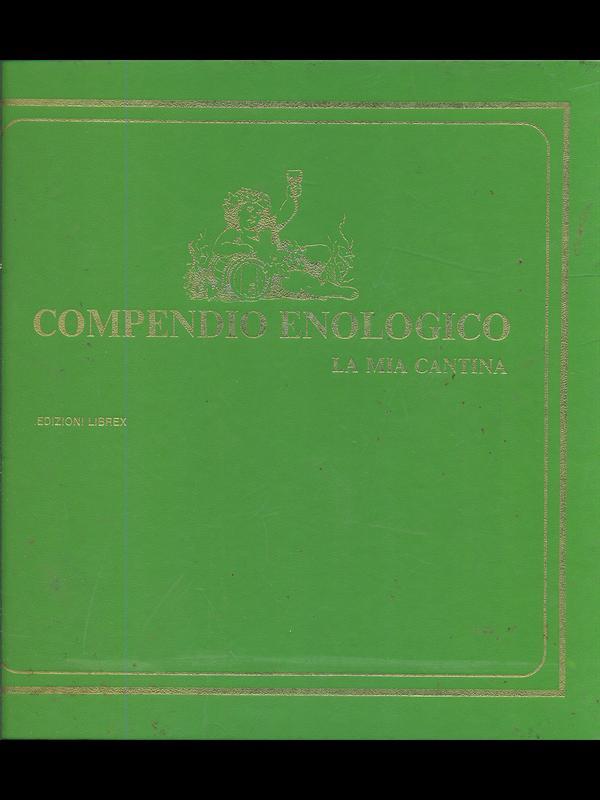 COMPENDIO ENOLOGICO
LA MIA CANTINA
EDIZIONI LIBREX